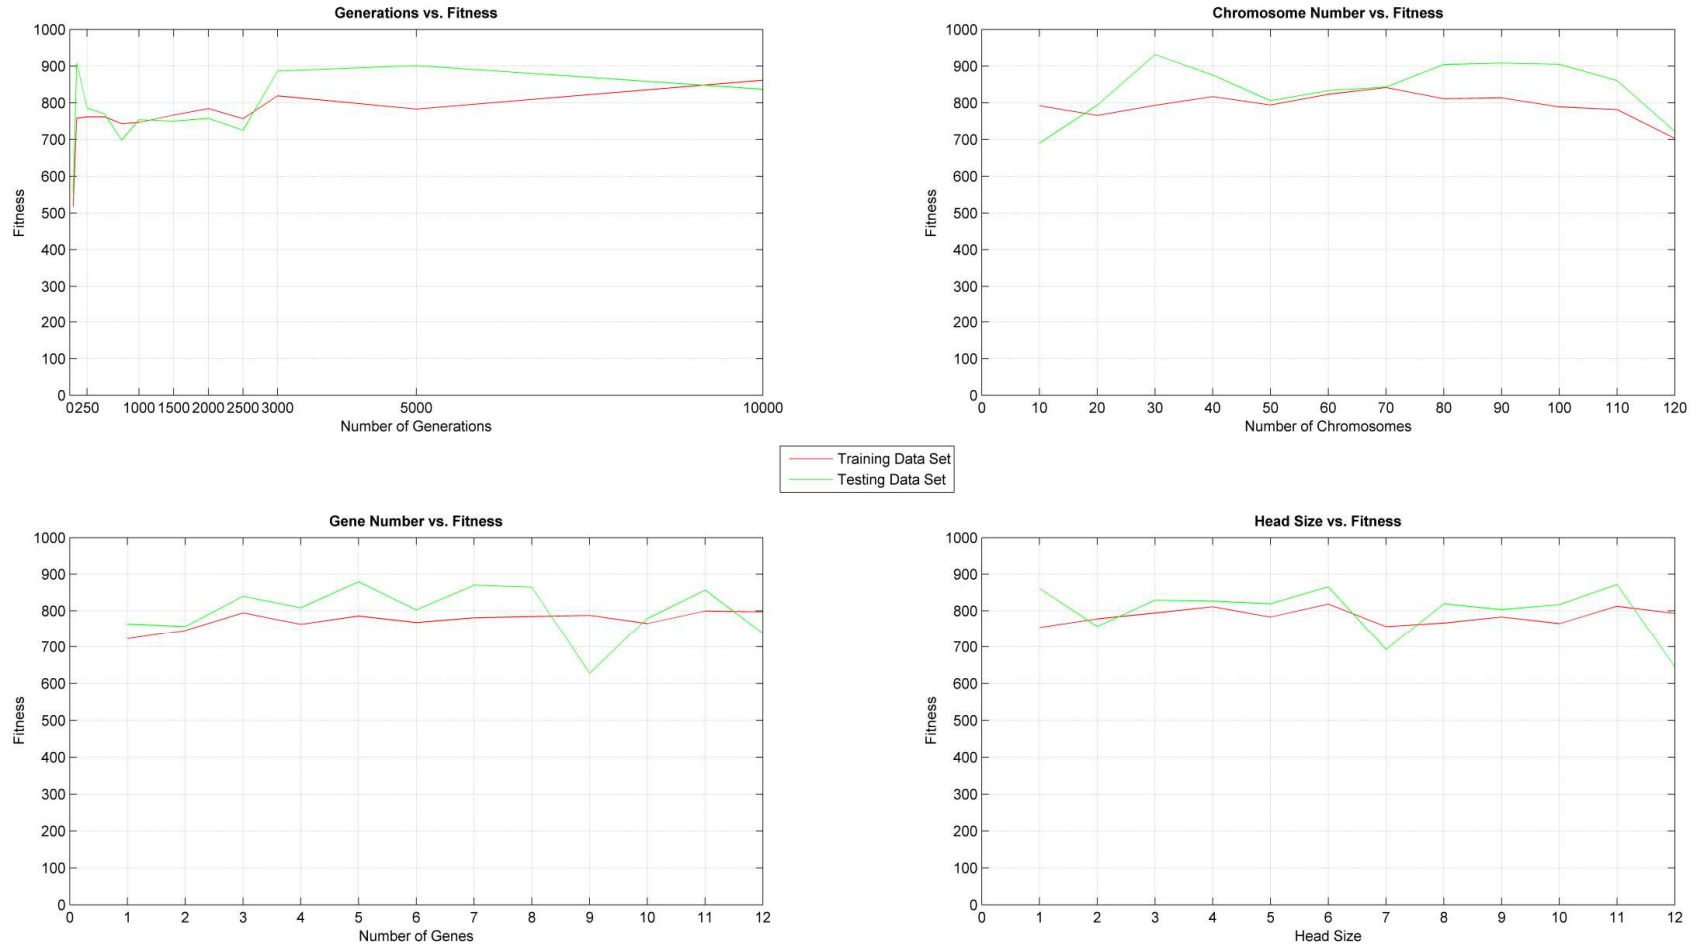 Generations vs. Fitness
1000
900
800
700
600
500
400
300
200
100
0
Fitness
0 250 1000 1500 2000 2500 3000 5000 10000
Number of Generations
Chromosome Number vs. Fitness
1000
900
800
700
600
500
400
300
200
100
0
Fitness
0 10 20 30 40 50 60 70 80 90 100 110 120
Number of Chromosomes
Training Data Set
Testing Data Set
Gene Number vs. Fitness
1000
900
800
700
600
500
400
300
200
100
0
Fitness
0 1 2 3 4 5 6 7 8 9 10 11 12
Number of Genes
Head Size vs. Fitness
1000
900
800
700
600
500
400
300
200
100
0
Fitness
0 1 2 3 4 5 6 7 8 9 10 11 12
Head Size